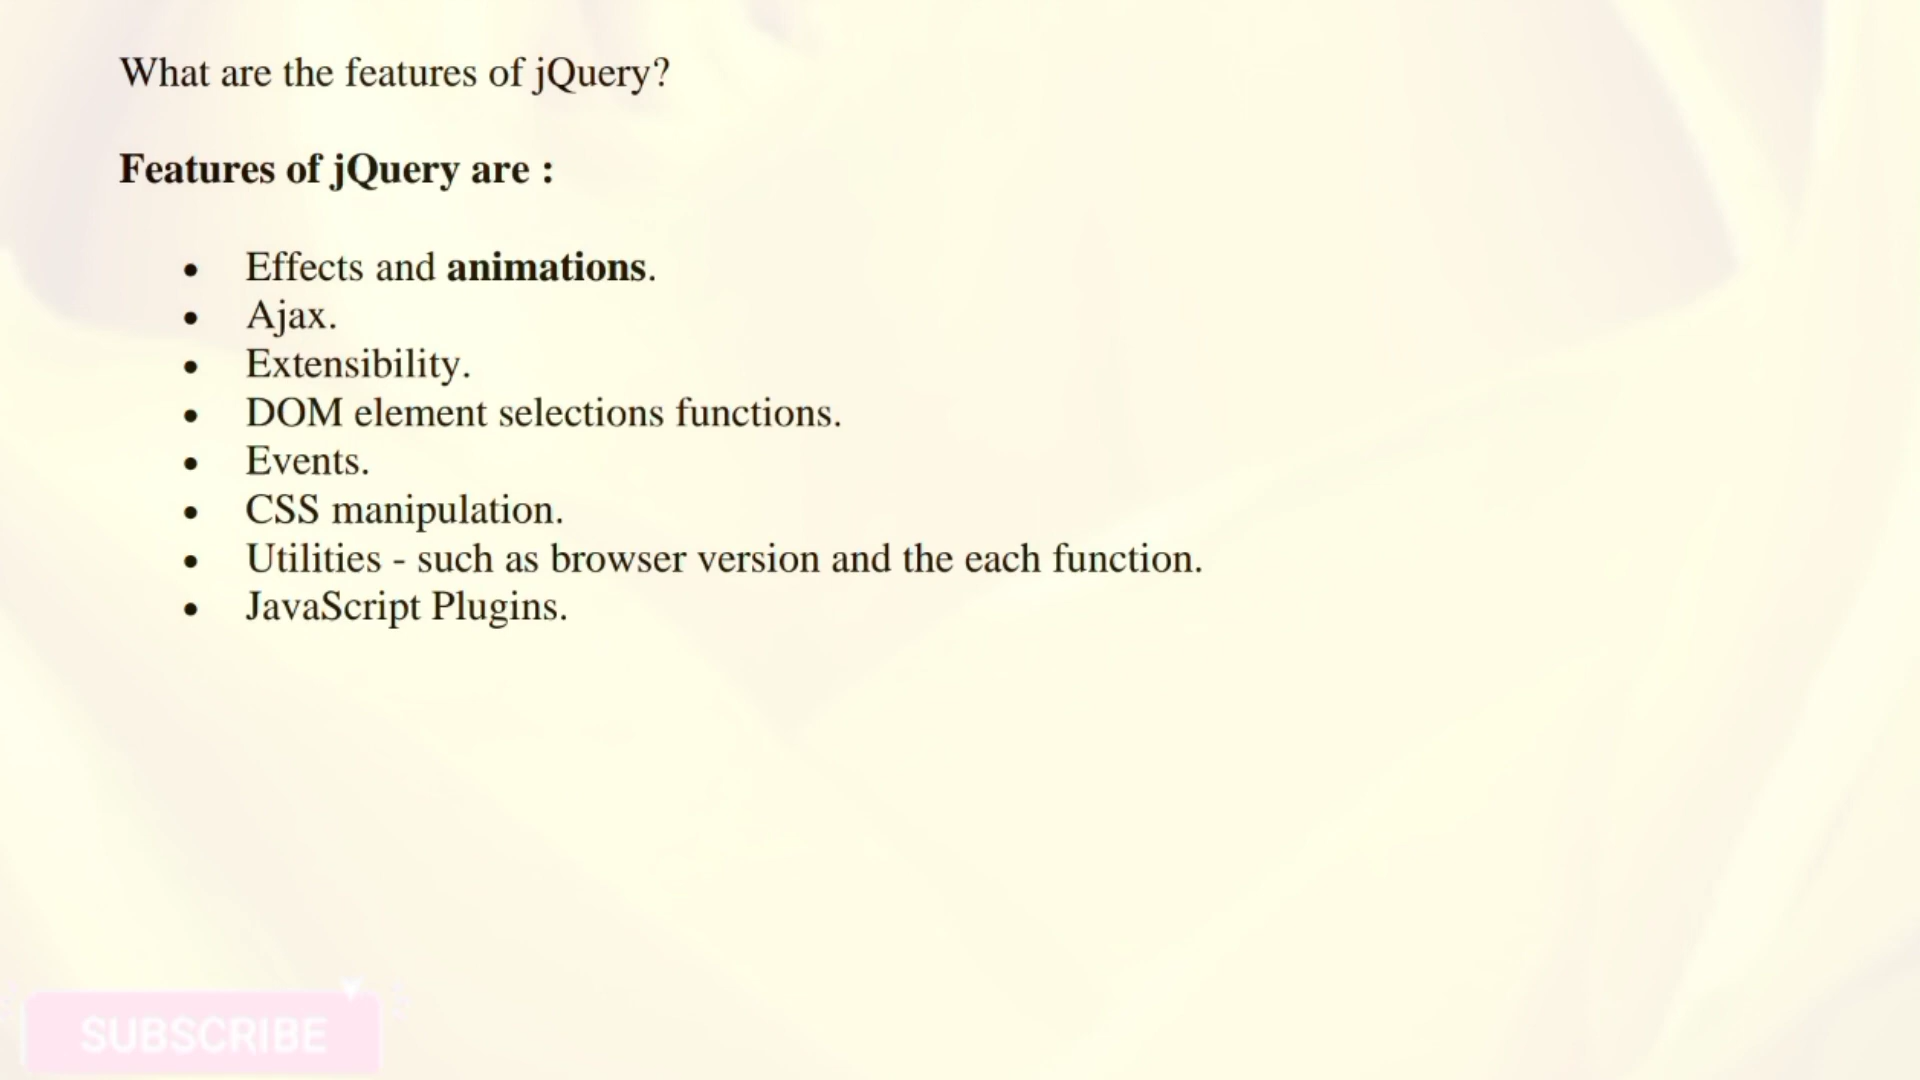 What are the features of jQuery?
Features of jQuery are :
• Effects and animations.
• Ajax.
• Extensibility.
• DOM element selections functions.
• Events.
• CSS manipulation.
• Utilities - such as browser version and the each function.
• JavaScript Plugins.
SUBSCRIBE